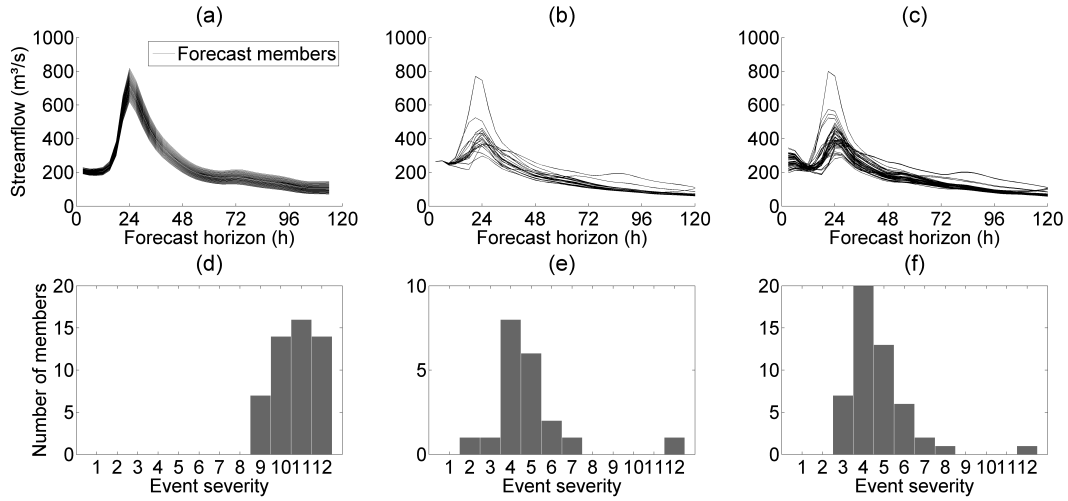 (a) (b) (c)
1000 1000 1000
Forecast members
800 800 800
600 600 600
400 400 400
200 200 200
0 0 0
Streamflow (m³/s)
0 24 48 72 96 120 0 24 48 72 96 120 0 24 48 72 96 120
Forecast horizon (h) Forecast horizon (h) Forecast horizon (h)
(d) (e) (f)
20 10 20
15 15
10 5 10
5 5
0 0 0
Number of members
1 2 3 4 5 6 7 8 9 10 11 12 1 2 3 4 5 6 7 8 9 10 11 12 1 2 3 4 5 6 7 8 9 10 11 12
Event severity Event severity Event severity